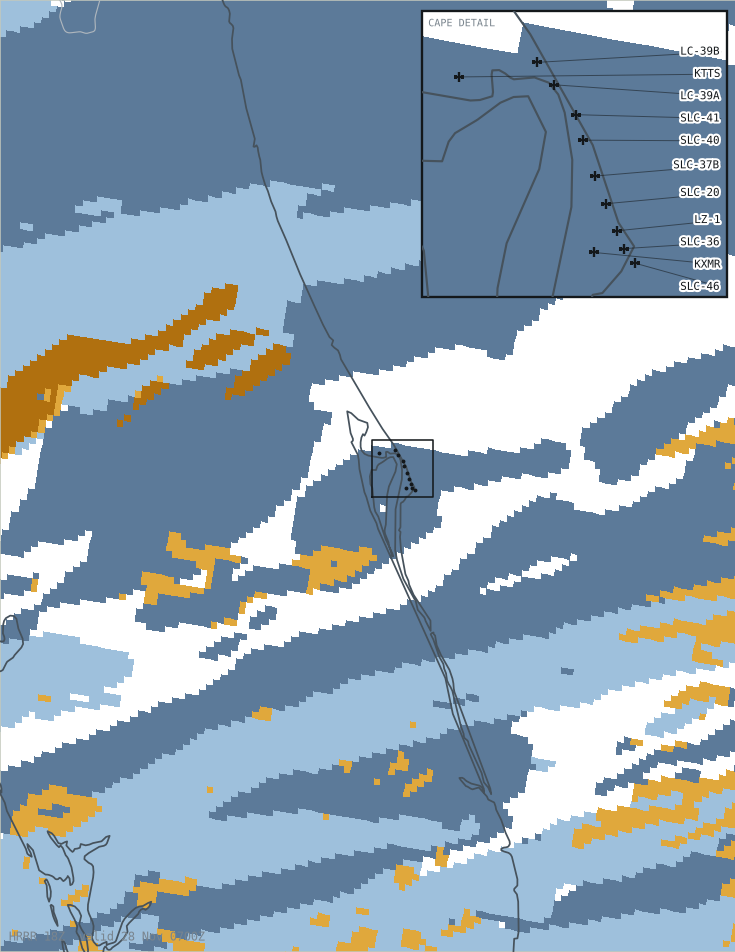 CAPE DETAIL
LC-39B
KTTS
LC-39A
SLC-41
SLC-40
SLC-37B
SLC-20
LZ-1
SLC-36
KXMR
SLC-46
HRRR